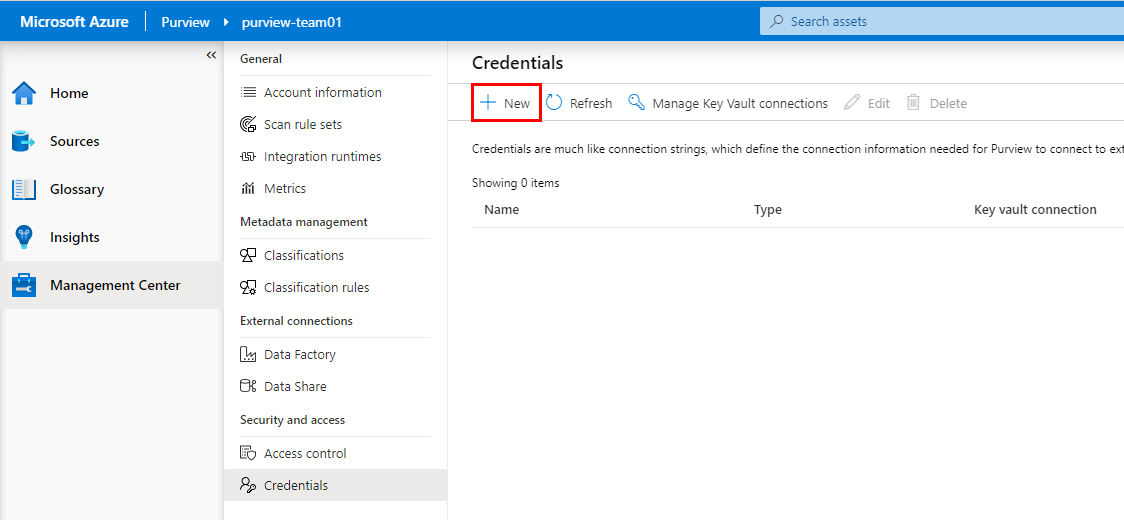 Microsoft Azure
Purview
purview-team01
Search assets
Home
Sources
Glossary
Insights
Management Center
General
Account information
Scan rule sets
Integration runtimes
Metrics
Metadata management
Classifications
Classification rules
External connections
Data Factory
Data Share
Security and access
Access control
Credentials
Credentials
New Refresh Manage Key Vault connections Edit Delete
Credentials are much like connection strings, which define the connection information needed for Purview to connect to ext
Showing 0 items
Name Type Key vault connection